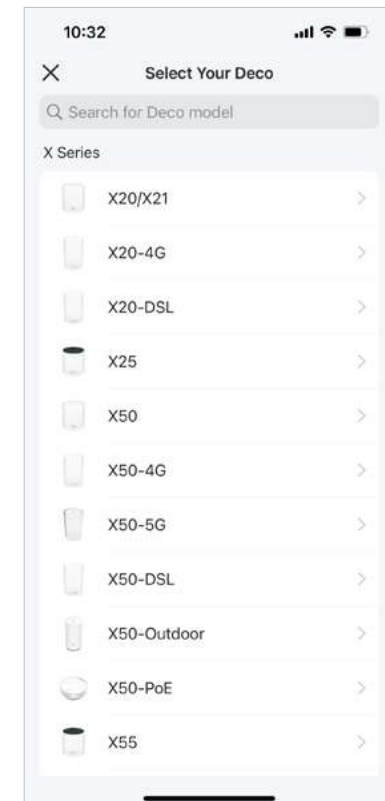 10:32
Select Your Deco
Search for Deco model
X Series
X20/X21
X20-4G
X20-DSL
X25
X50
X50-4G
X50-5G
X50-DSL
X50-Outdoor
X50-PoE
X55